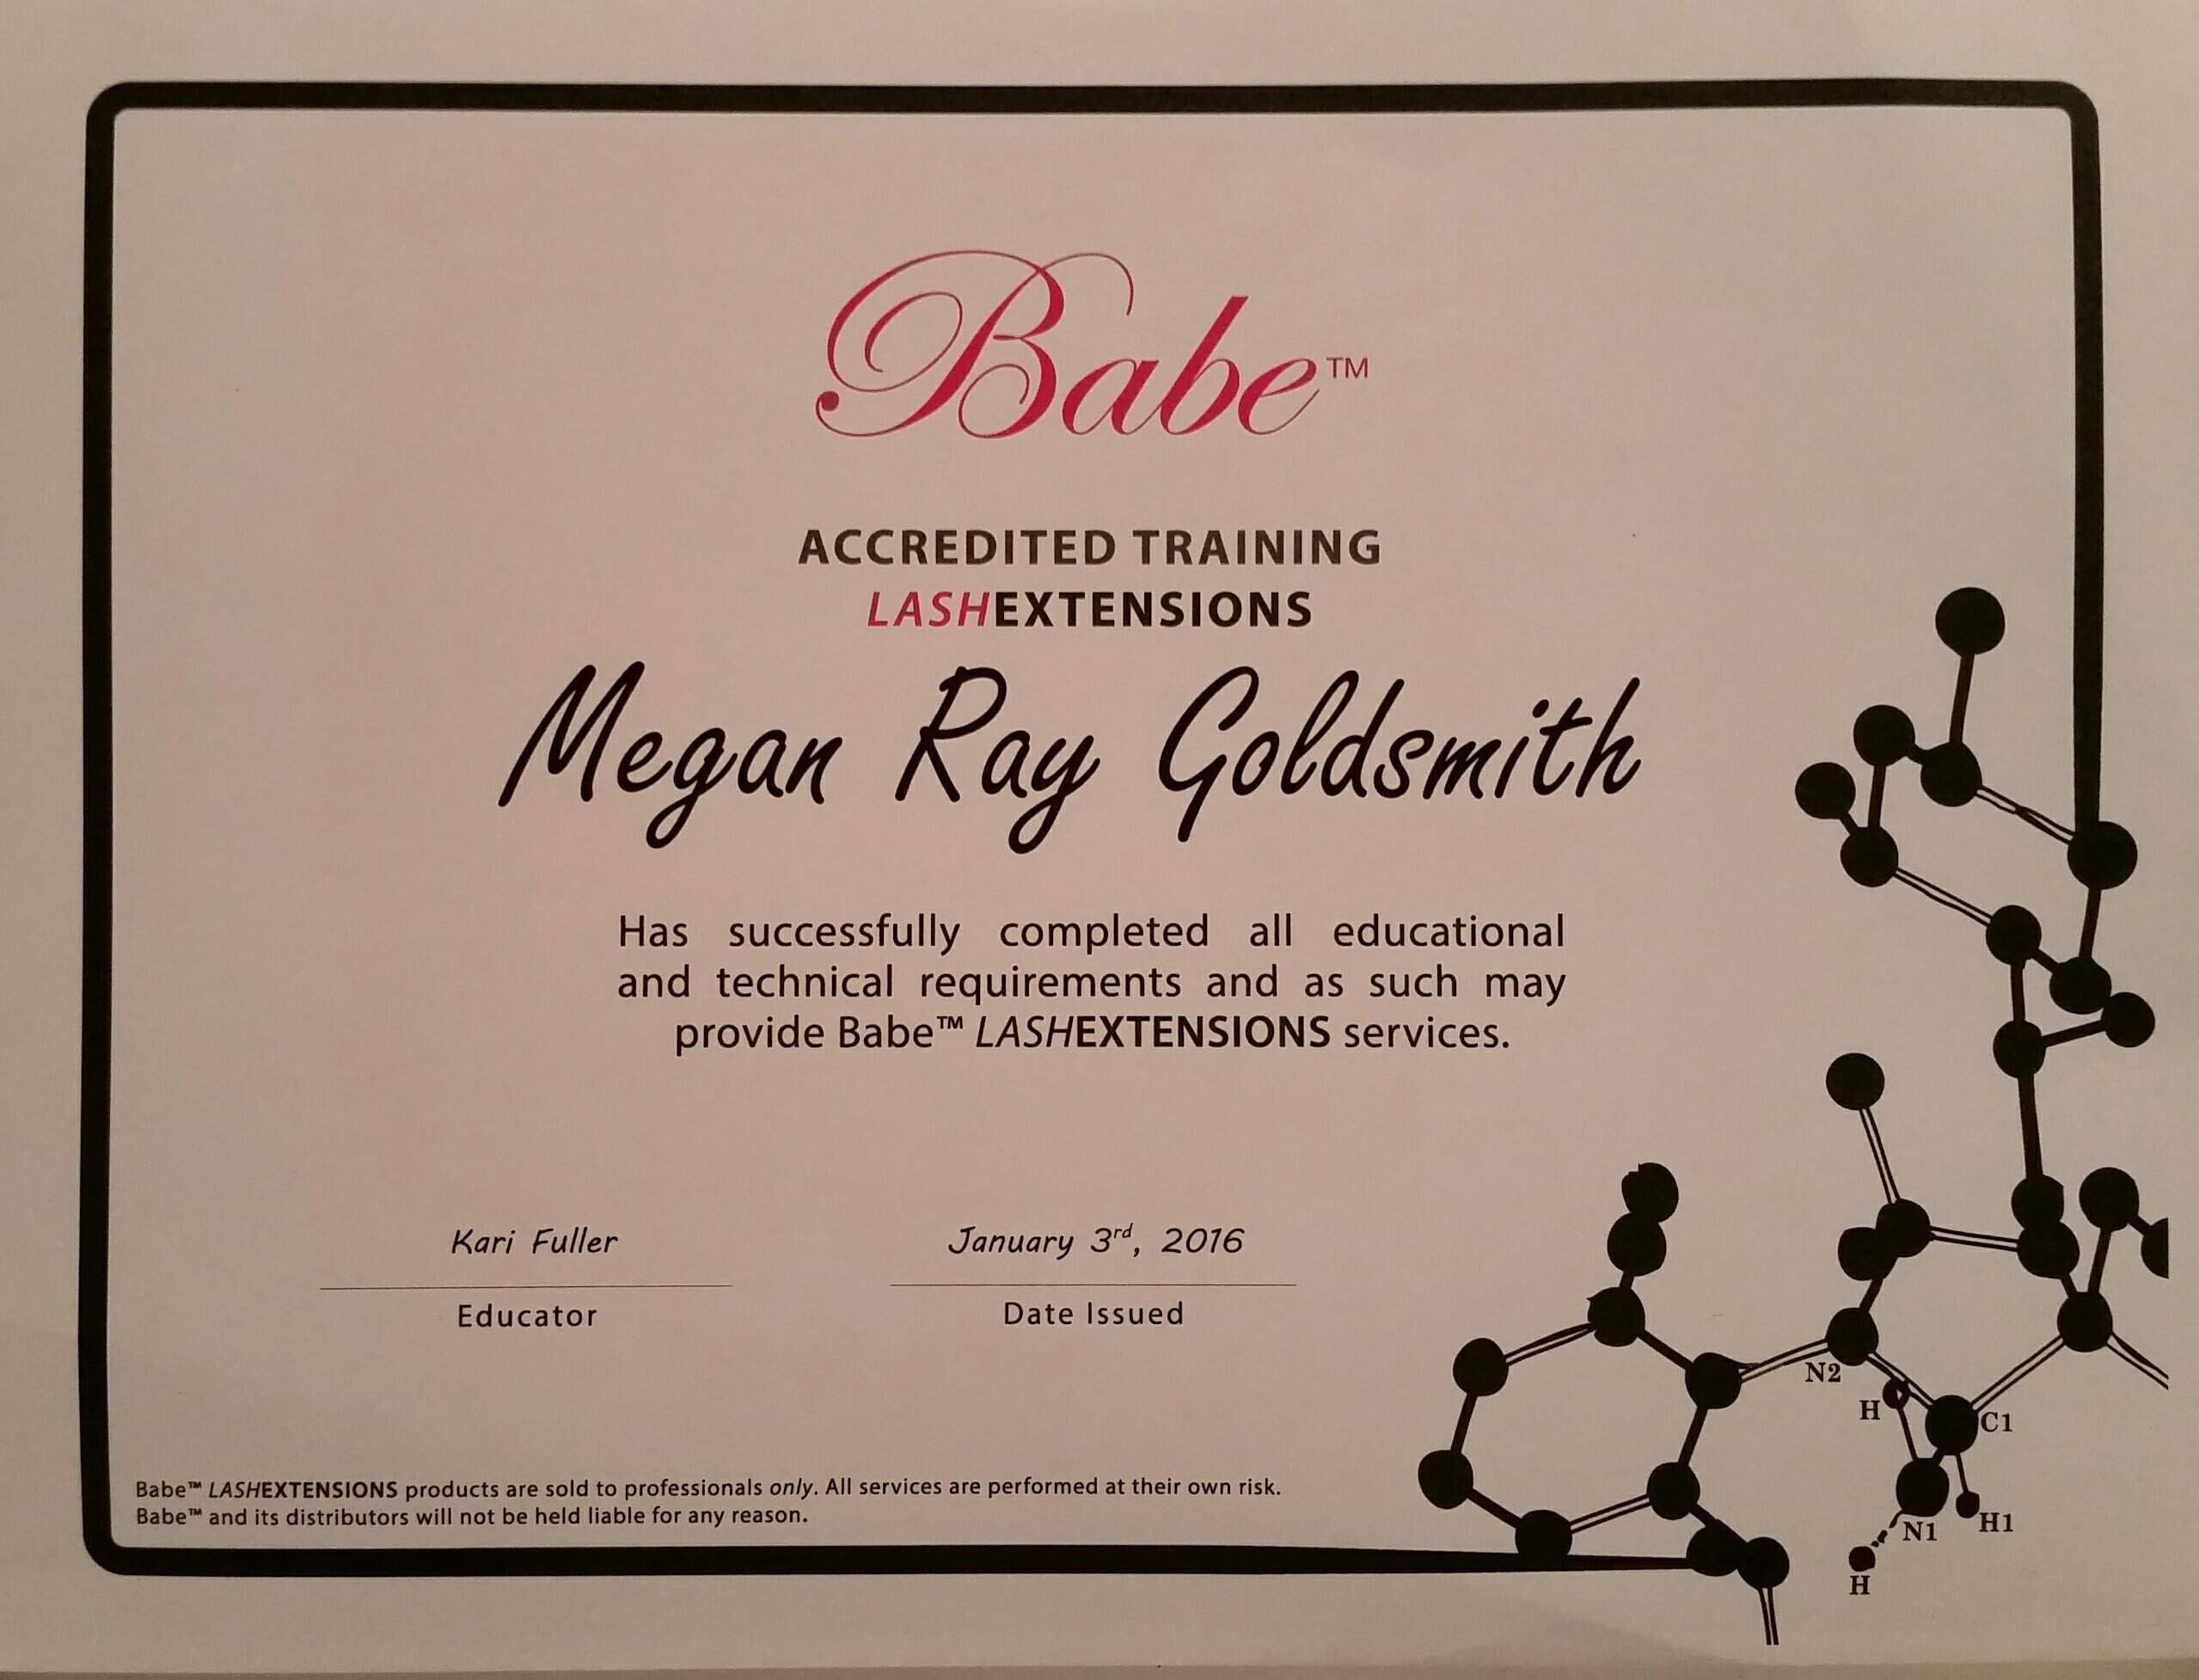 Babe™
ACCREDITED TRAINING
LASHEXTENSIONS
Megan Ray Goldsmith
Has successfully completed all educational
and technical requirements and as such may
provide Babe™ LASHEXTENSIONS services.
Kari Fuller
Educator
January 3rd, 2016
Date Issued
Babe™ LASHEXTENSIONS products are sold to professionals only. All services are performed at their own risk.
Babe™ and its distributors will not be held liable for any reason.
N2
H
C1
N1
H1
H